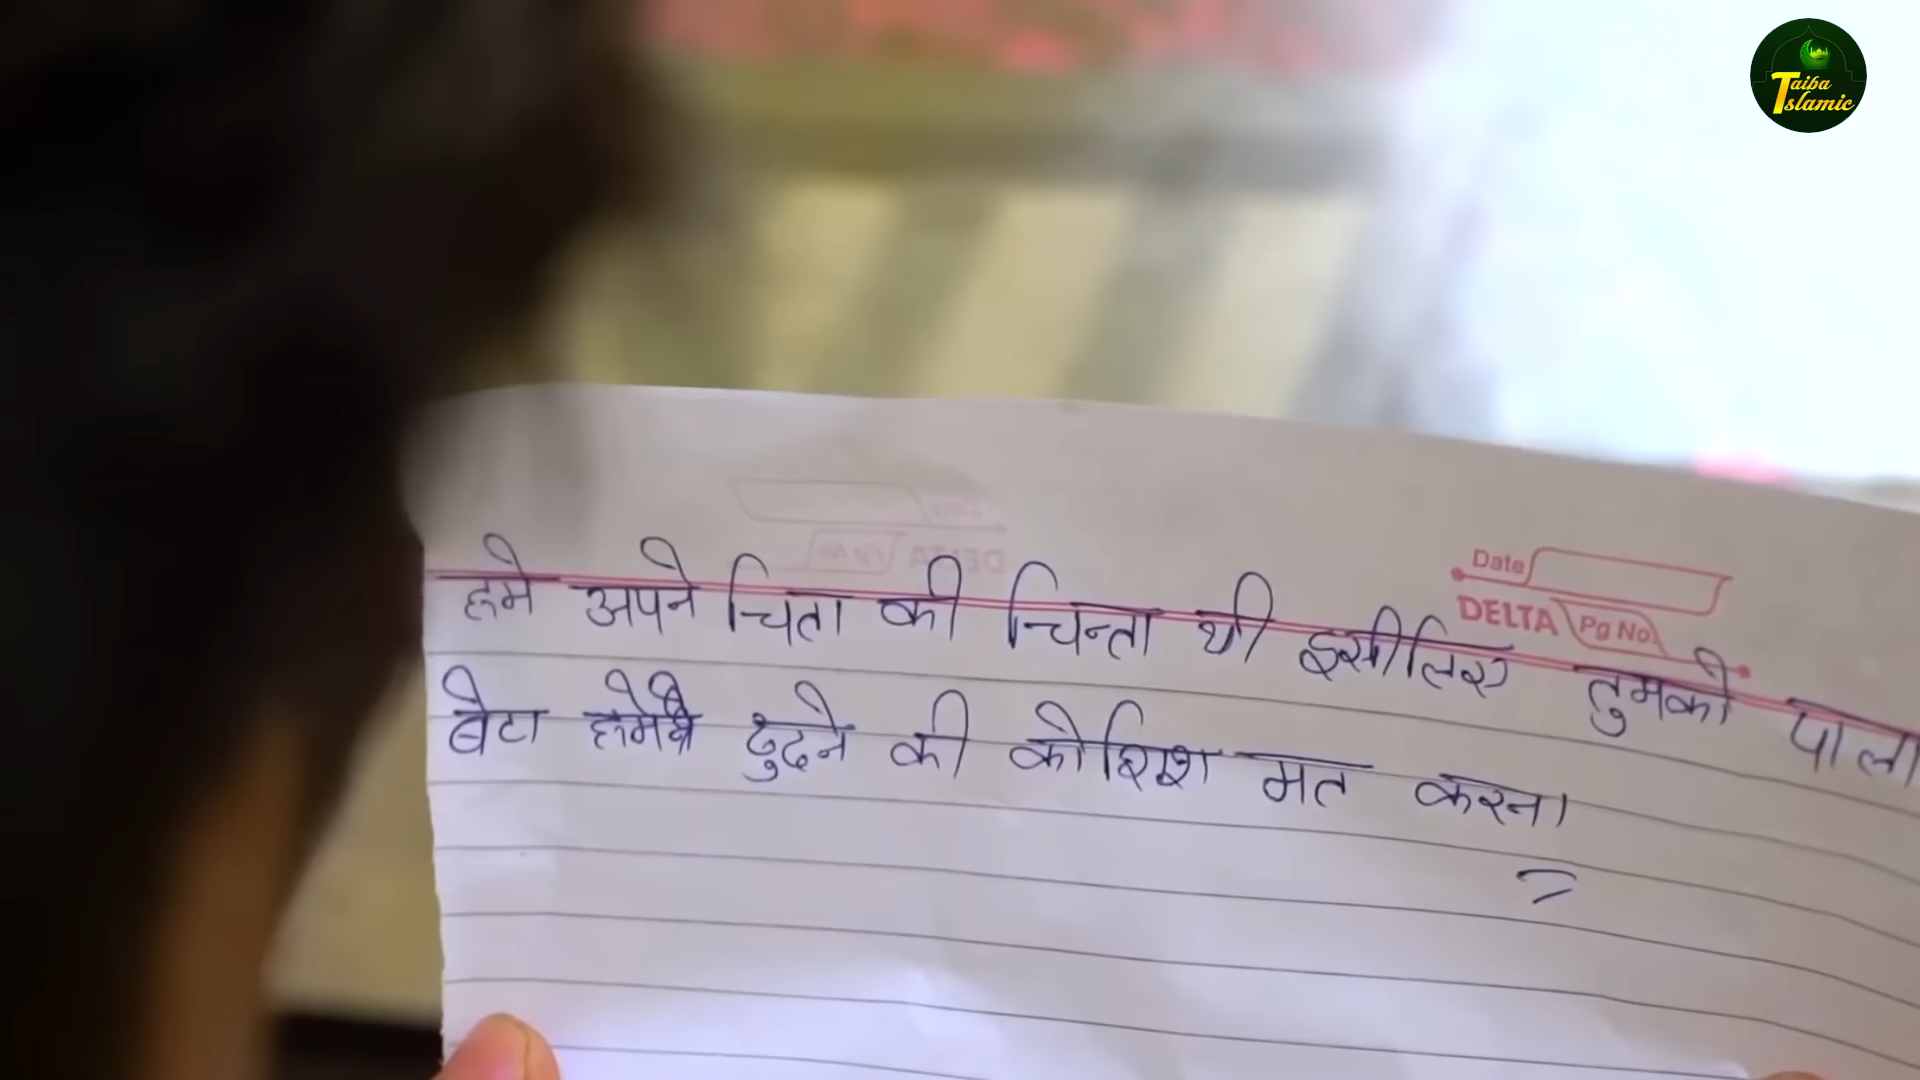 Taiba
Islamic
Date
DELTA Pg No.
हमे अपने चिता की चिन्ता थी इसीलिए तुमको पाला
बेटा हमे ढुढने की कोशिश मत करना